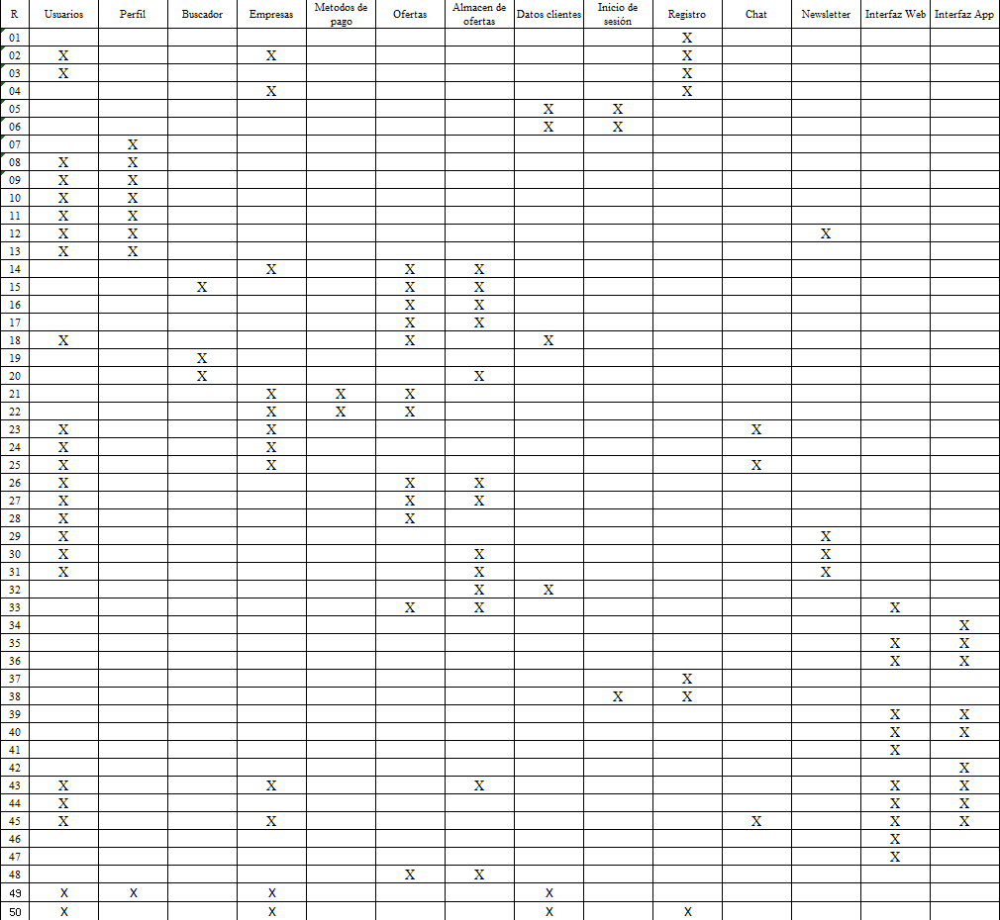 R Usuarios Perfil Buscador Empresas Metodos de pago Ofertas Almacen de ofertas Datos clientes Inicio de sesión Registro Chat Newsletter Interfaz Web Interfaz App
01 X
02 X X X
03 X X
04 X X
05 X X
06 X X
07 X
08 X X
09 X X
10 X X
11 X X
12 X X X
13 X X
14 X X X
15 X X X
16 X X
17 X X
18 X X X
19 X
20 X X
21 X X X
22 X X X
23 X X X
24 X X
25 X X X
26 X X X
27 X X X
28 X X
29 X X
30 X X X
31 X X X
32 X X
33 X X X
34 X
35 X X
36 X X
37 X
38 X X
39 X X
40 X X
41 X
42 X
43 X X X X X
44 X X X
45 X X X X X
46 X
47 X
48 X X
49 X X X X
50 X X X X